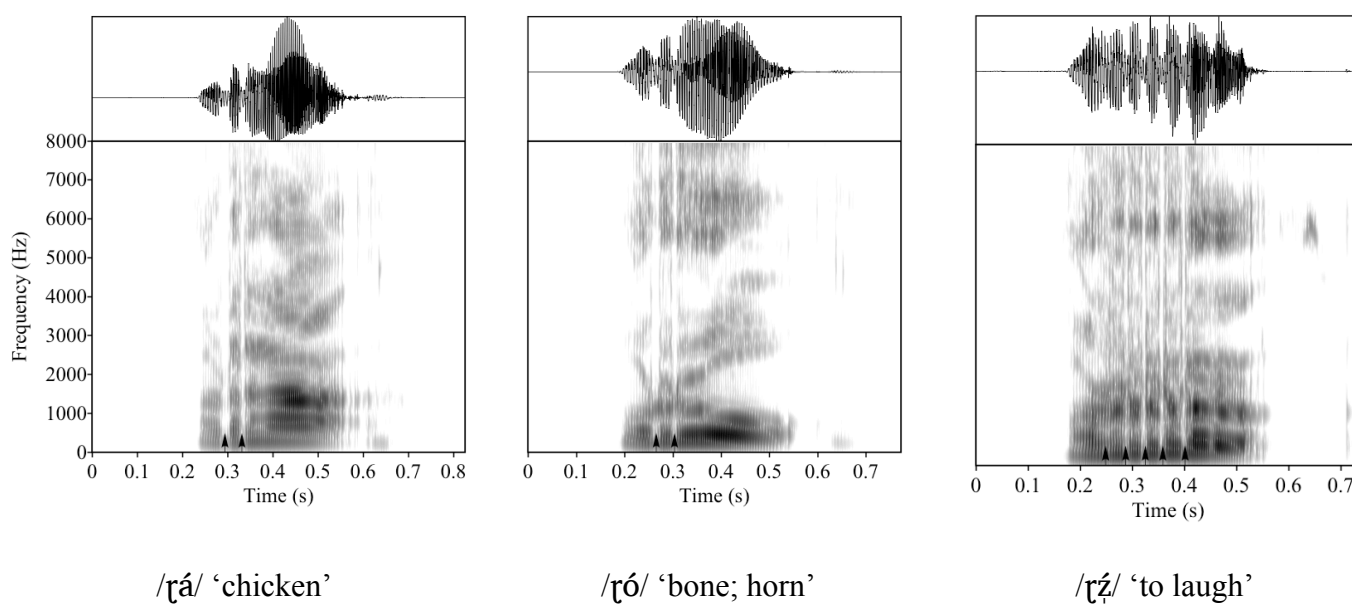 8000
7000
6000
5000
4000
3000
2000
1000
0
Frequency (Hz)
0 0.1 0.2 0.3 0.4 0.5 0.6 0.7 0.8
Time (s)
0 0.1 0.2 0.3 0.4 0.5 0.6 0.7
Time (s)
0 0.1 0.2 0.3 0.4 0.5 0.6 0.7
Time (s)
/ɽá/ ‘chicken’
/ɽó/ ‘bone; horn’
/ɽź̩/ ‘to laugh’